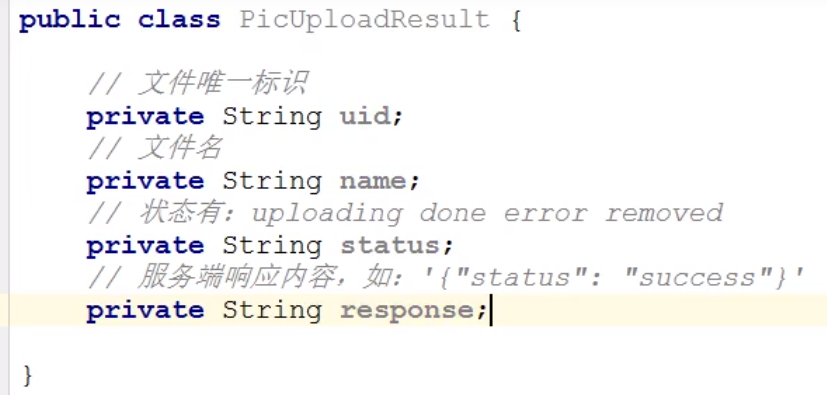 public class PicUploadResult {
// 文件唯一标识
private String uid;
// 文件名
private String name;
// 状态有：uploading done error removed
private String status;
// 服务端响应内容，如：'{"status": "success"}'
private String response;
}